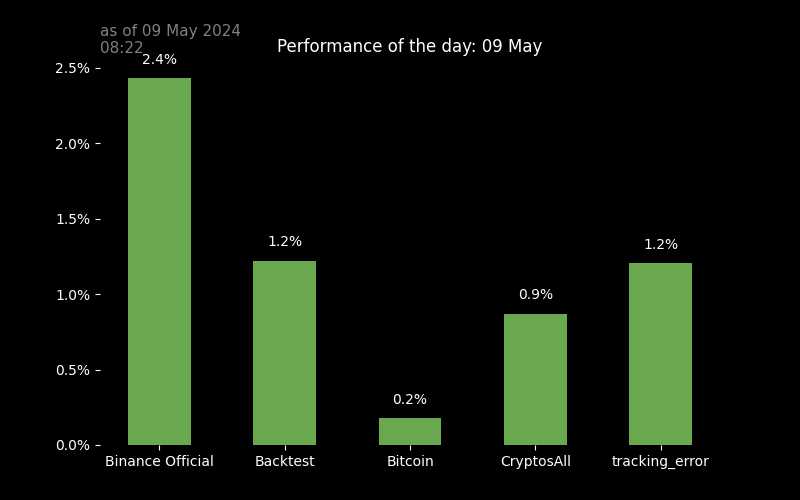 as of 09 May 2024
08:22
Performance of the day: 09 May
2.5%
2.0%
1.5%
1.0%
0.5%
0.0%
2.4%
1.2%
0.2%
0.9%
1.2%
Binance Official
Backtest
Bitcoin
CryptosAll
tracking_error